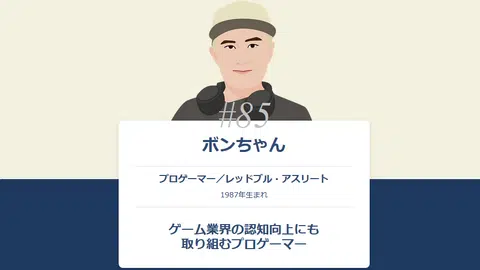 #85
ボンちゃん
プロゲーマー／レッドブル・アスリート
1987年生まれ
ゲーム業界の認知向上にも
取り組むプロゲーマー